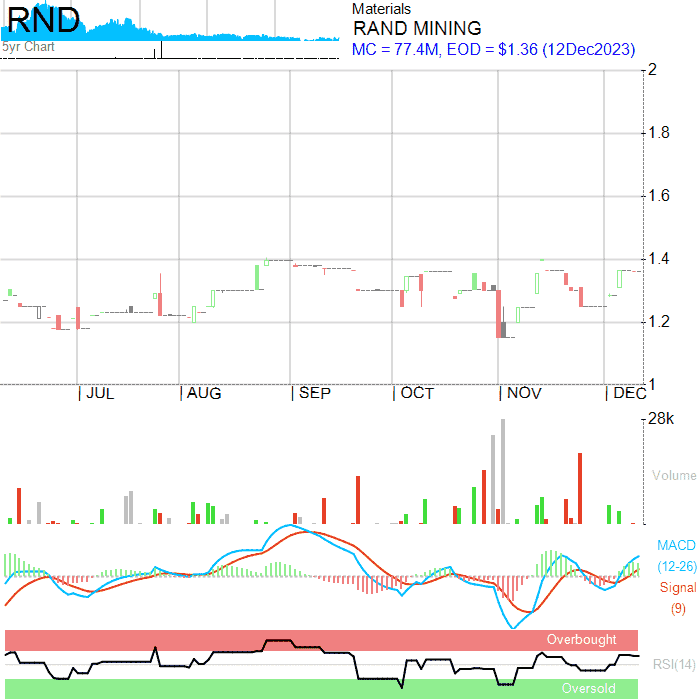 RND
5yr Chart
Materials
RAND MINING
MC = 77.4M, EOD = $1.36 (12Dec2023)
2
1.8
1.6
1.4
1.2
1
JUL AUG SEP OCT NOV DEC
28k
Volume
MACD
(12-26)
Signal
(9)
Overbought
RSI(14)
Oversold